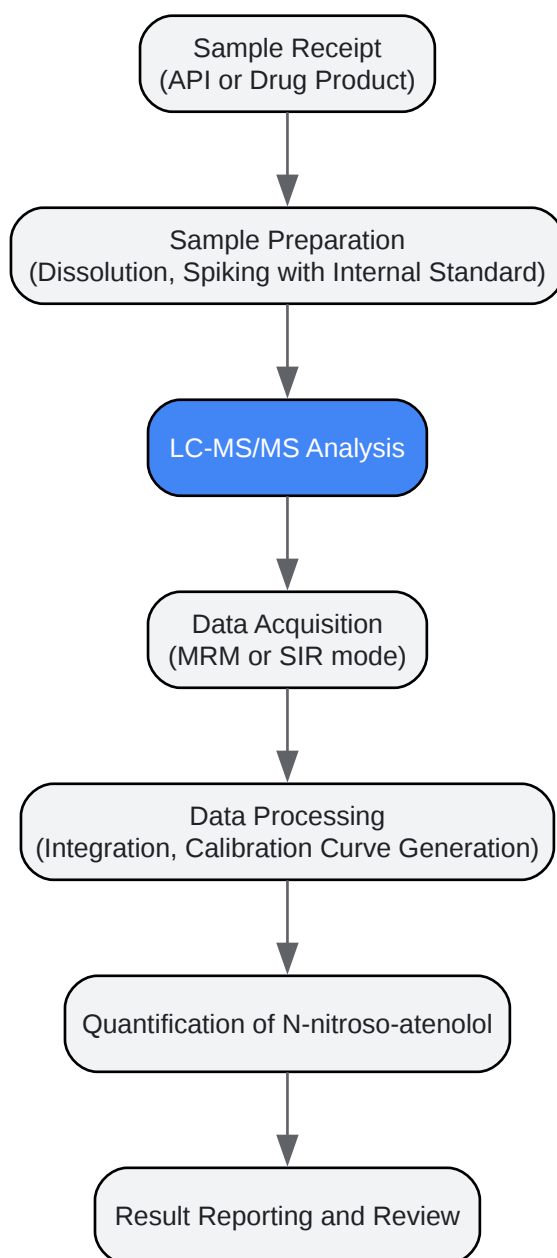 Sample Receipt
(API or Drug Product)
Sample Preparation
(Dissolution, Spiking with Internal Standard)
LC-MS/MS Analysis
Data Acquisition
(MRM or SIR mode)
Data Processing
(Integration, Calibration Curve Generation)
Quantification of N-nitroso-atenolol
Result Reporting and Review